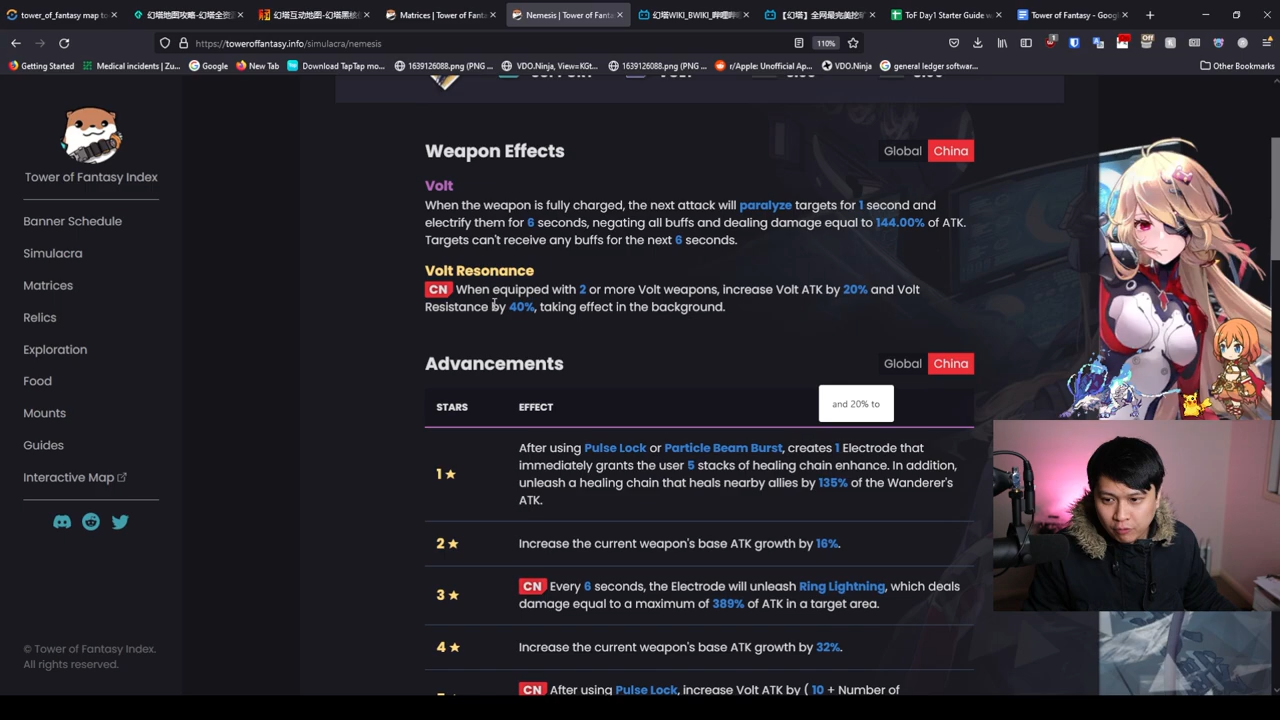 tower_of_fantasy map to
幻塔地图攻略-幻塔全资
幻塔互动地图-幻塔黑核
Matrices | Tower of Fantasy
Nemesis | Tower of Fanta
幻塔WIKI_BWIKI_哔哩哔
ToF Day1 Starter Guide w
Tower of Fantasy - Goog
https://toweroffantasy.info/simulacra/nemesis
110%
Off
1
Getting Started
Medical incidents | Zu...
Google
New Tab
Download TapTap mo...
1639126088.png (PNG ...
VDO.Ninja, View=KGt...
1639126088.png (PNG ...
r/Apple: Unofficial Ap...
VDO.Ninja
general ledger softwar...
Other Bookmarks
Tower of Fantasy Index
Banner Schedule
Simulacra
Matrices
Relics
Exploration
Food
Mounts
Guides
Interactive Map
© Tower of Fantasy Index.
All rights reserved.
Weapon Effects
Global China
Volt
When the weapon is fully charged, the next attack will paralyze targets for 1 second and
electrify them for 6 seconds, negating all buffs and dealing damage equal to 144.00% of ATK.
Targets can't receive any buffs for the next 6 seconds.
Volt Resonance
CN When equipped with 2 or more Volt weapons, increase Volt ATK by 20% and Volt
Resistance by 40%, taking effect in the background.
Advancements
Global China
STARS EFFECT
and 20% to
1★
After using Pulse Lock or Particle Beam Burst, creates 1 Electrode that
immediately grants the user 5 stacks of healing chain enhance. In addition,
unleash a healing chain that heals nearby allies by 135% of the Wanderer's
ATK.
2★ Increase the current weapon's base ATK growth by 16%.
3★
CN Every 6 seconds, the Electrode will unleash Ring Lightning, which deals
damage equal to a maximum of 389% of ATK in a target area.
4★ Increase the current weapon's base ATK growth by 32%.
CN After using Pulse Lock, increase Volt ATK by ( 10 + Number of